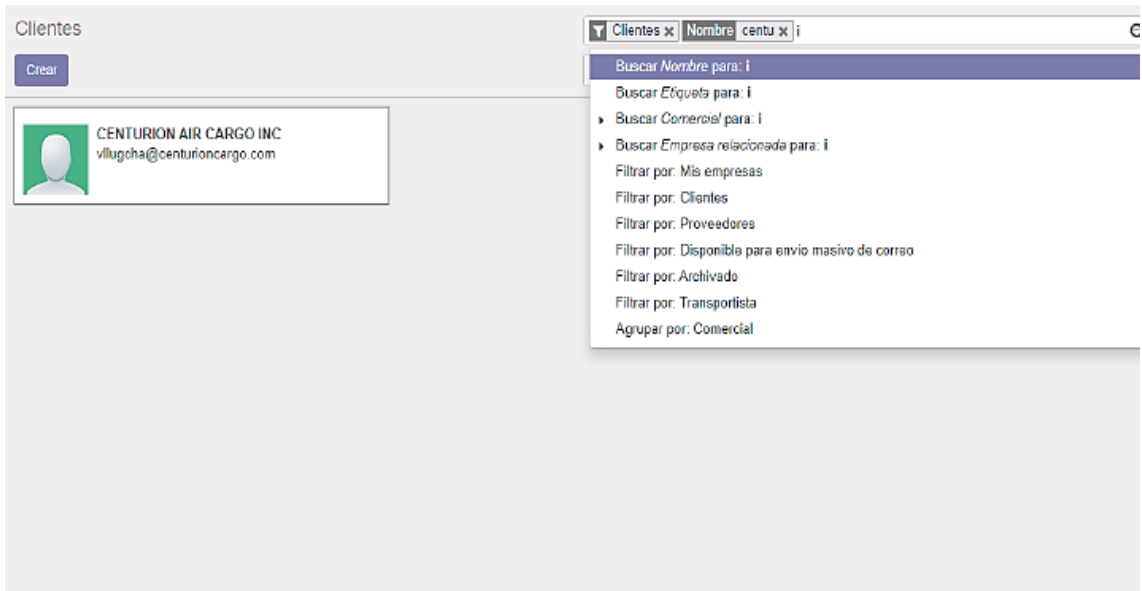 Clientes
Clientes x Nombre centu x i
Crear
CENTURION AIR CARGO INC
vllugcha@centurioncargo.com
Buscar Nombre para: i
Buscar Etiqueta para: i
Buscar Comercial para: i
Buscar Empresa relacionada para: i
Filtrar por: Mis empresas
Filtrar por: Clientes
Filtrar por: Proveedores
Filtrar por: Disponible para envio masivo de correo
Filtrar por: Archivado
Filtrar por: Transportista
Agrupar por: Comercial